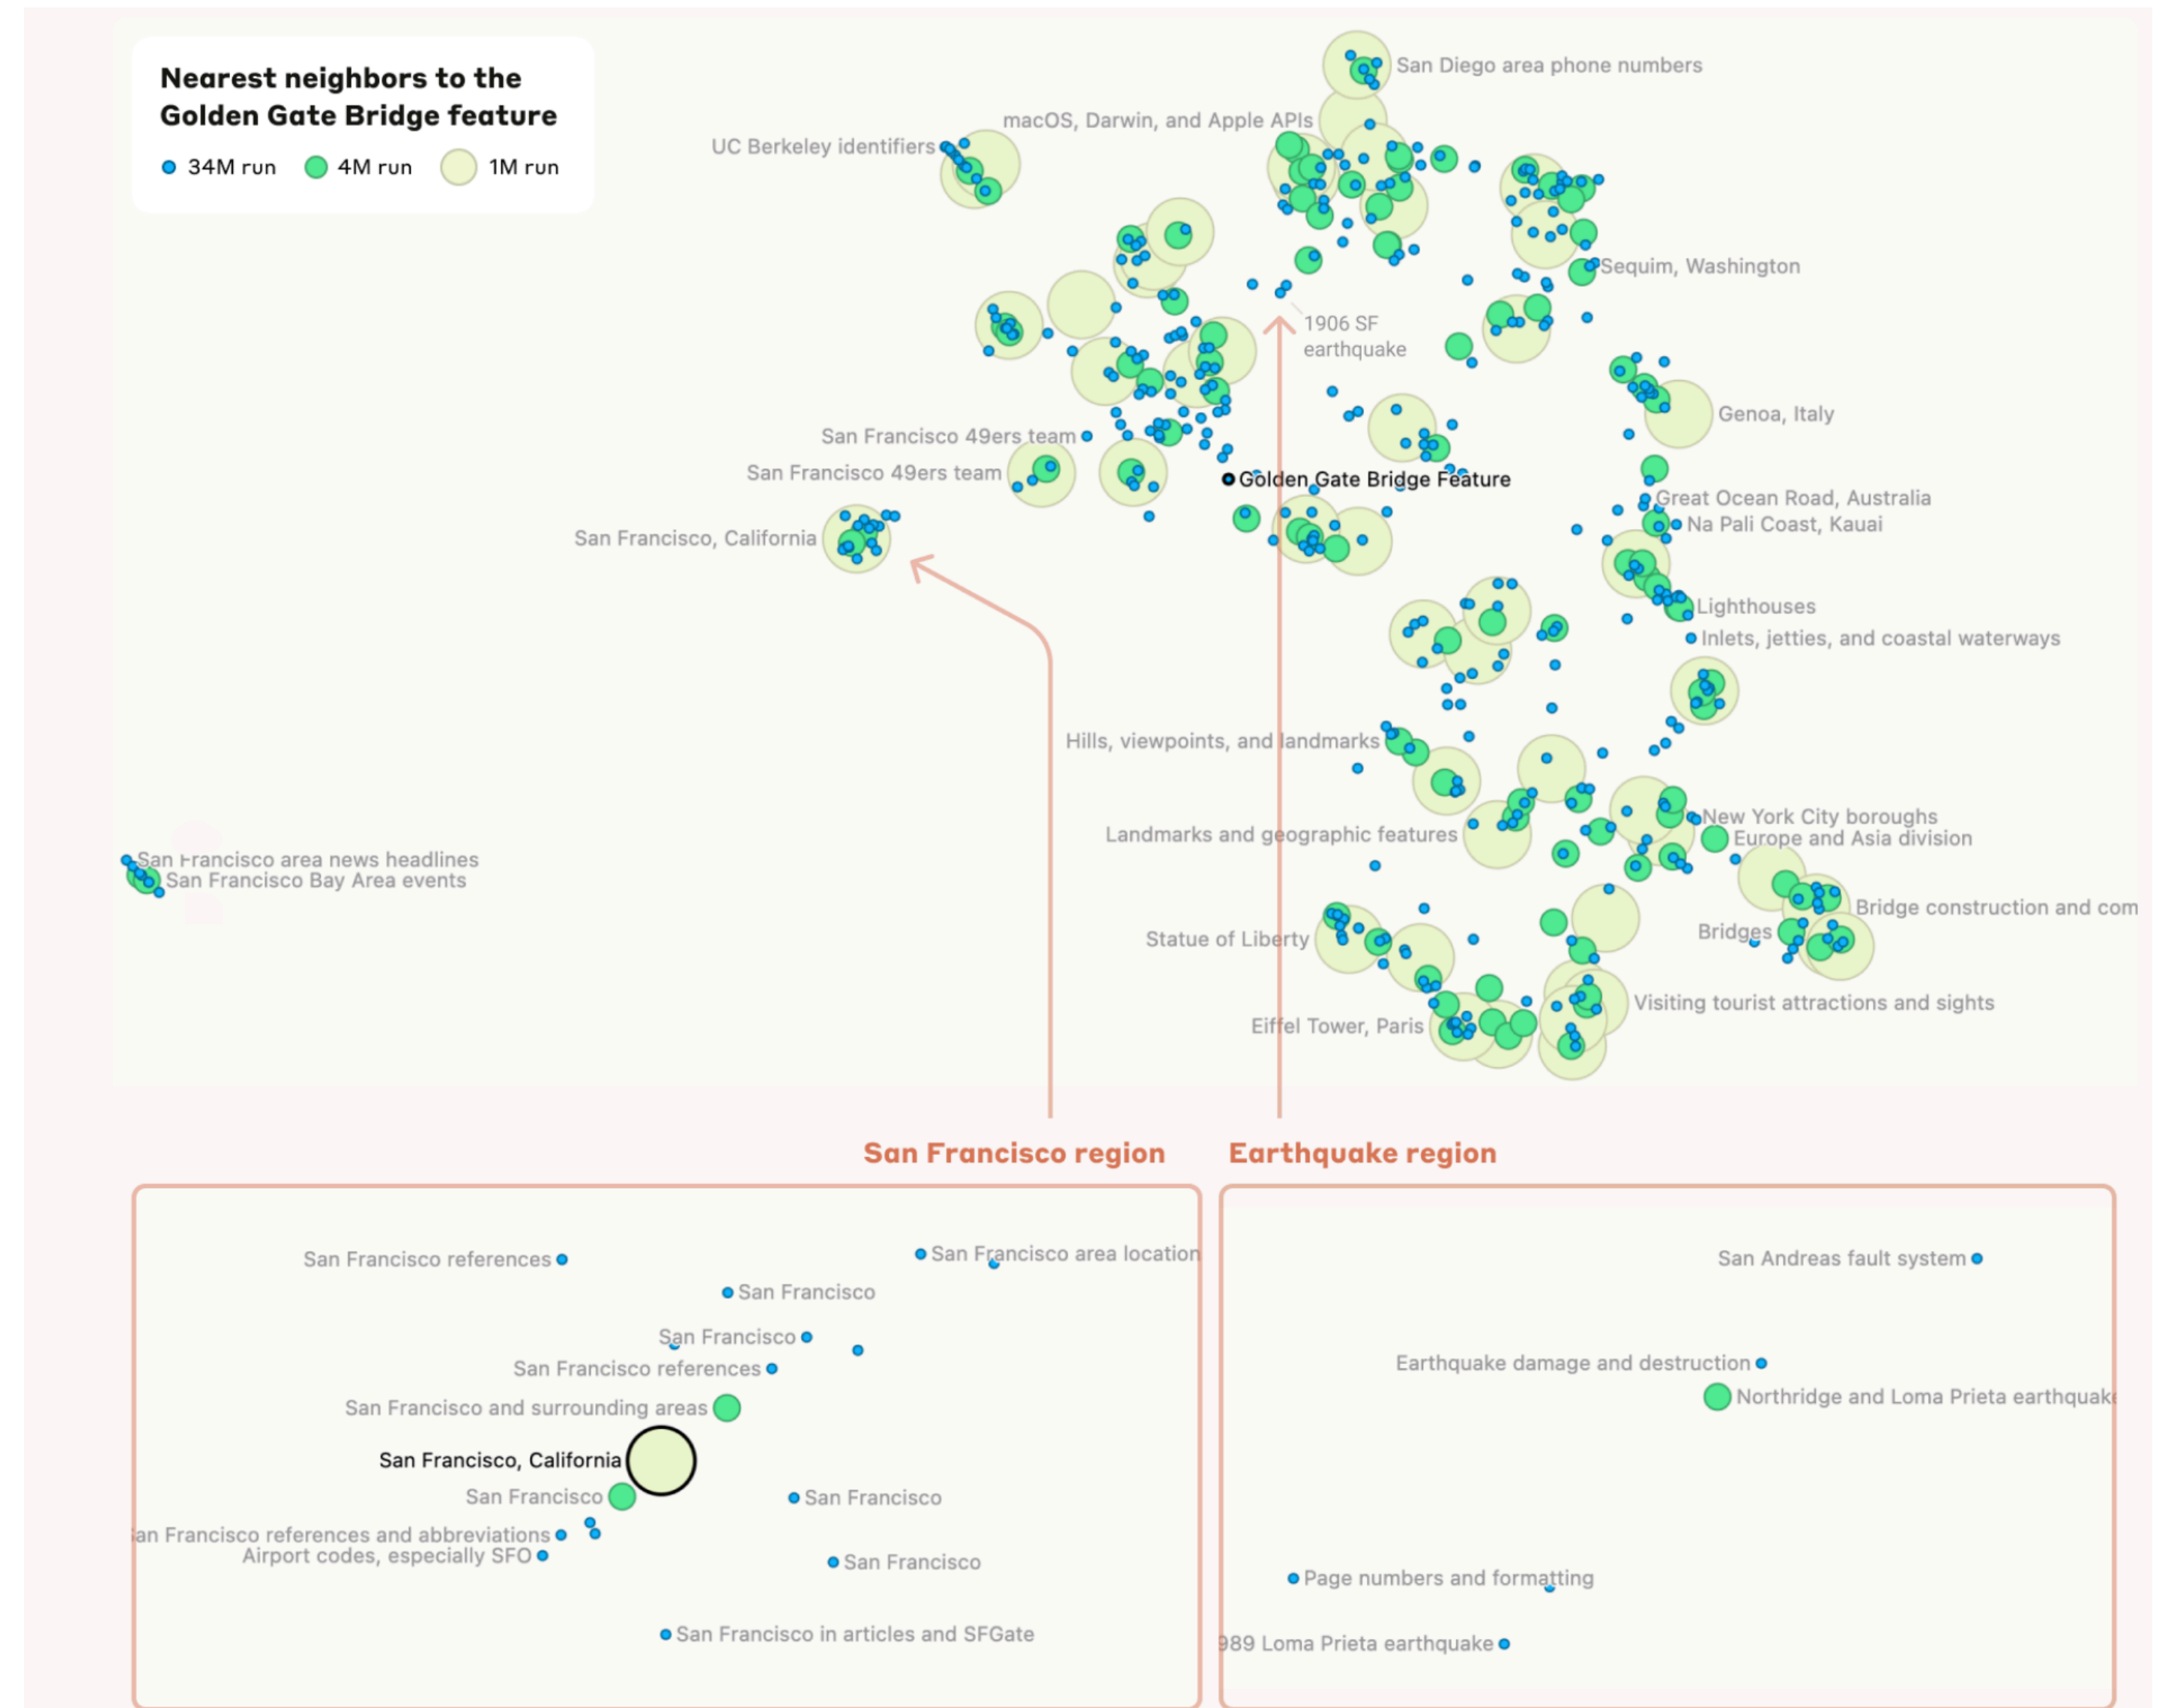 Nearest neighbors to the
Golden Gate Bridge feature
34M run 4M run 1M run
San Diego area phone numbers
macOS, Darwin, and Apple APIs
UC Berkeley identifiers
Sequim, Washington
1906 SF
earthquake
Genoa, Italy
San Francisco 49ers team
San Francisco 49ers team
Golden Gate Bridge Feature
Great Ocean Road, Australia
Na Pali Coast, Kauai
San Francisco, California
Lighthouses
Inlets, jetties, and coastal waterways
Hills, viewpoints, and landmarks
New York City boroughs
Landmarks and geographic features
Europe and Asia division
San Francisco area news headlines
San Francisco Bay Area events
Bridge construction and com
Bridges
Statue of Liberty
Visiting tourist attractions and sights
Eiffel Tower, Paris
San Francisco region
Earthquake region
San Francisco references
San Francisco area location
San Francisco
San Francisco
San Francisco references
San Francisco and surrounding areas
San Francisco, California
San Francisco
San Francisco
San Francisco references and abbreviations
Airport codes, especially SFO
San Francisco
San Francisco in articles and SFGate
San Andreas fault system
Earthquake damage and destruction
Northridge and Loma Prieta earthquake
Page numbers and formatting
989 Loma Prieta earthquake